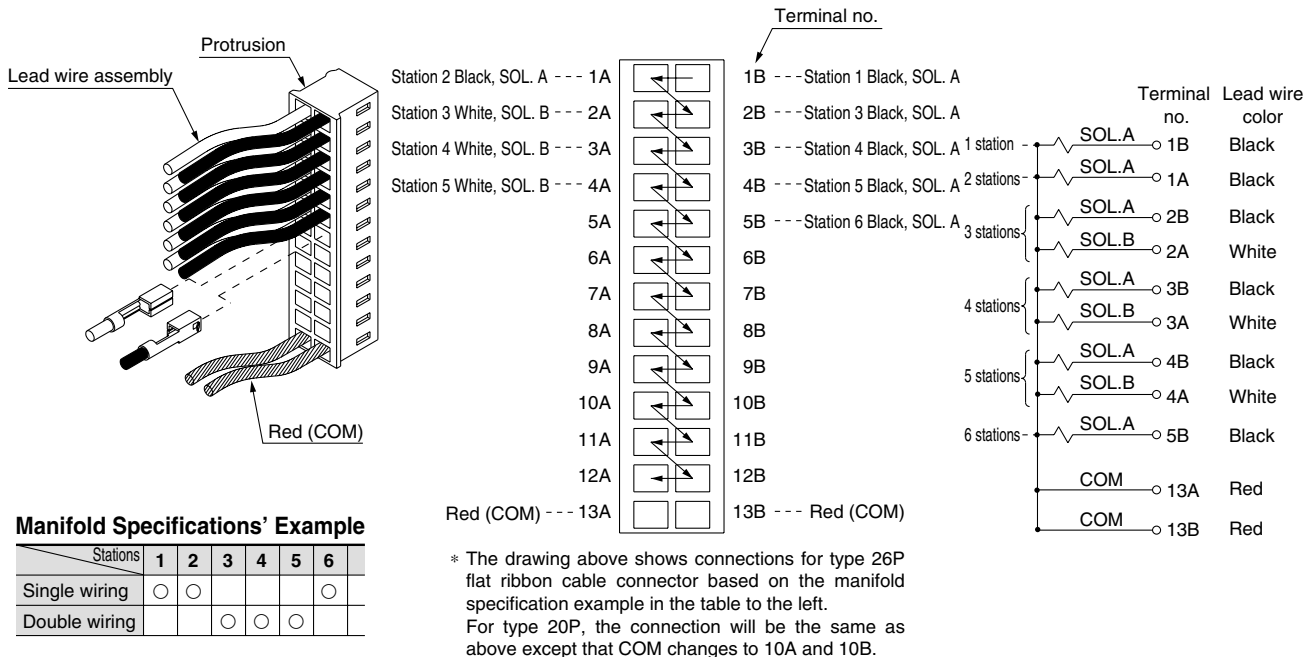 Terminal no.
Protrusion
Lead wire assembly
Red (COM)
Station 2 Black, SOL. A --- 1A
1B --- Station 1 Black, SOL. A
Station 3 White, SOL. B --- 2A
2B --- Station 3 Black, SOL. A
Station 4 White, SOL. B --- 3A
3B --- Station 4 Black, SOL. A
Station 5 White, SOL. B --- 4A
4B --- Station 5 Black, SOL. A
5A
5B --- Station 6 Black, SOL. A
6A 6B
7A 7B
8A 8B
9A 9B
10A 10B
11A 11B
12A 12B
Red (COM) --- 13A
13B --- Red (COM)
Terminal no. Lead wire color
1 station SOL.A 1B Black
2 stations SOL.A 1A Black
3 stations
SOL.A 2B Black
SOL.B 2A White
4 stations
SOL.A 3B Black
SOL.B 3A White
5 stations
SOL.A 4B Black
SOL.B 4A White
6 stations SOL.A 5B Black
COM 13A Red
COM 13B Red
Manifold Specifications' Example
Stations 1 2 3 4 5 6
Single wiring ○ ○ ○
Double wiring ○ ○ ○
* The drawing above shows connections for type 26P
flat ribbon cable connector based on the manifold
specification example in the table to the left.
For type 20P, the connection will be the same as
above except that COM changes to 10A and 10B.